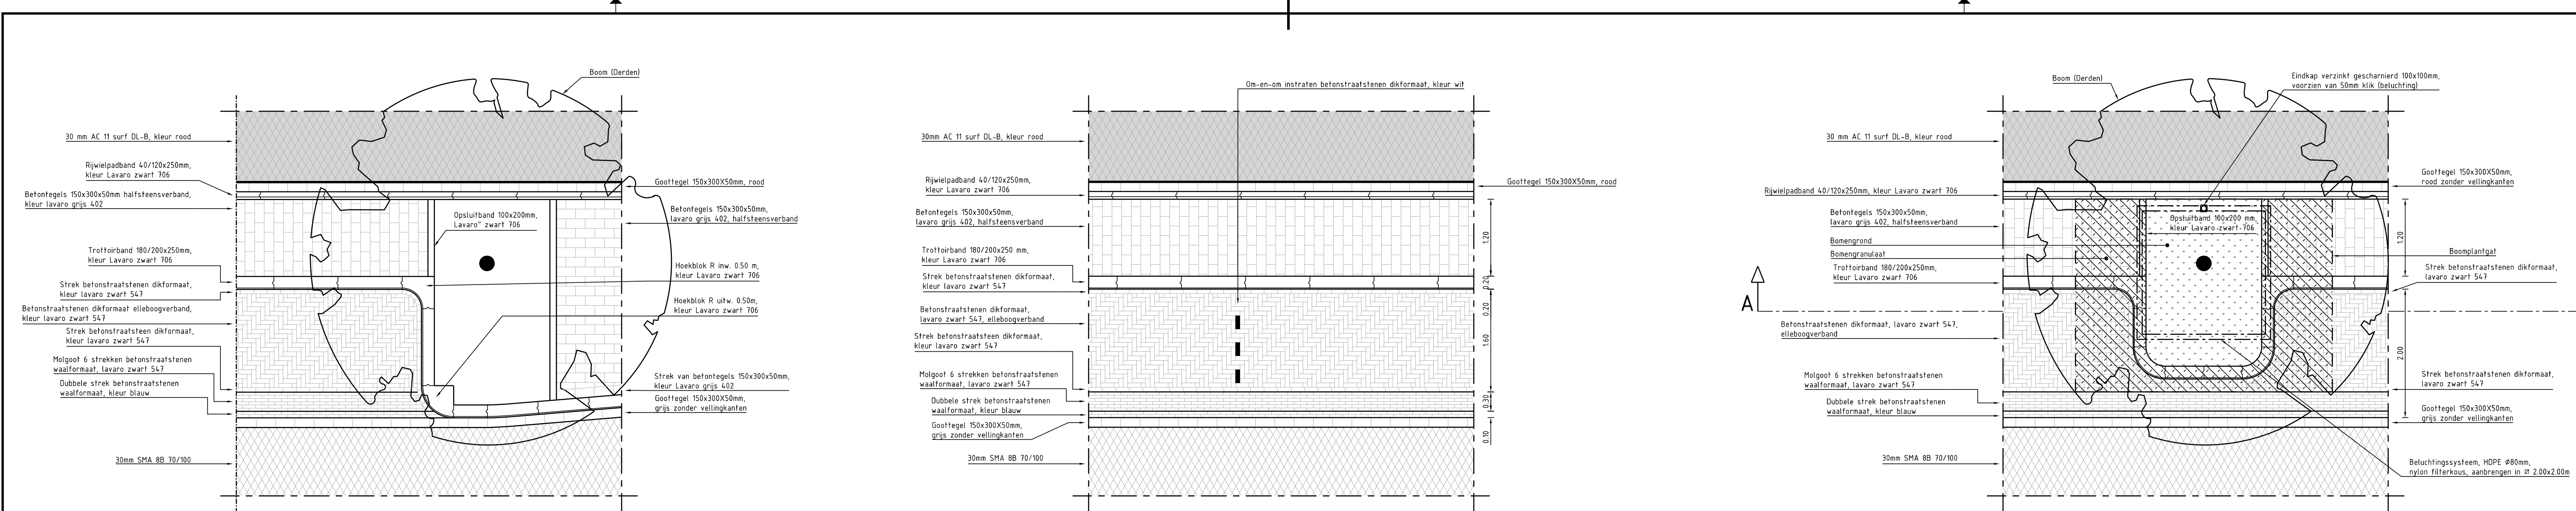 Boom (Derden)
30 mm AC 11 surf DL-B, kleur rood
Rijwielpadband 40/120x250mm,
kleur Lavaro zwart 706
Betontegels 150x300x50mm halfsteensverband,
kleur lavaro grijs 402
Trottoirband 180/200x250mm,
kleur Lavaro zwart 706
Strek betonstraatstenen dikformaat,
kleur lavaro zwart 547
Betonstraatstenen dikformaat elleboogverband,
kleur lavaro zwart 547
Strek betonstraatsteen dikformaat,
kleur lavaro zwart 547
Molgoot 6 strekken betonstraatstenen
waalformaat, lavaro zwart 547
Dubbele strek betonstraatstenen
waalformaat, kleur blauw
30mm SMA 8B 70/100
Opsluitband 100x200mm,
Lavaro" zwart 706
Goottegel 150x300X50mm, rood
Betontegels 150x300x50mm,
lavaro grijs 402, halfsteensverband
Hoekblok R inw. 0.50 m,
kleur Lavaro zwart 706
Hoekblok R uitw. 0.50m,
kleur Lavaro zwart 706
Strek van betontegels 150x300x50mm,
kleur Lavaro grijs 402
Goottegel 150x300X50mm,
grijs zonder vellingkanten
Om-en-om instraten betonstraatstenen dikformaat, kleur wit
30mm AC 11 surf DL-B, kleur rood
Rijwielpadband 40/120x250mm,
kleur Lavaro zwart 706
Betontegels 150x300x50mm,
lavaro grijs 402, halfsteensverband
Trottoirband 180/200x250 mm,
kleur Lavaro zwart 706
Strek betonstraatstenen dikformaat,
kleur lavaro zwart 547
Betonstraatstenen dikformaat,
lavaro zwart 547, elleboogverband
Strek betonstraatsteen dikformaat,
kleur lavaro zwart 547
Molgoot 6 strekken betonstraatstenen
waalformaat, lavaro zwart 547
Dubbele strek betonstraatstenen
waalformaat, kleur blauw
Goottegel 150x300X50mm,
grijs zonder vellingkanten
30mm SMA 8B 70/100
Goottegel 150x300X50mm, rood
1.20
0.20
0.20
1.60
0.30
0.10
Boom (Derden)
Eindkap verzinkt gescharnierd 100x100mm,
voorzien van 50mm klik (beluchting)
30 mm AC 11 surf DL-B, kleur rood
Rijwielpadband 40/120x250mm, kleur Lavaro zwart 706
Betontegels 150x300x50mm,
lavaro grijs 402, halfsteensverband
Bomengrond
Bomengranulaat
Trottoirband 180/200x250mm,
kleur Lavaro zwart 706
A
Betonstraatstenen dikformaat, lavaro zwart 547,
elleboogverband
Molgoot 6 strekken betonstraatstenen
waalformaat, lavaro zwart 547
Dubbele strek betonstraatstenen
waalformaat, kleur blauw
30mm SMA 8B 70/100
Opsluitband 100x200 mm,
kleur Lavaro zwart 706
Goottegel 150x300X50mm,
rood zonder vellingkanten
1.20
Boomplantgat
Strek betonstraatstenen dikformaat,
lavaro zwart 547
2.00
Strek betonstraatstenen dikformaat,
lavaro zwart 547
Goottegel 150x300X50mm,
grijs zonder vellingkanten
Beluchtingssysteem, HDPE Ø80mm,
nylon filterkous, aanbrengen in 2.00x2.00m